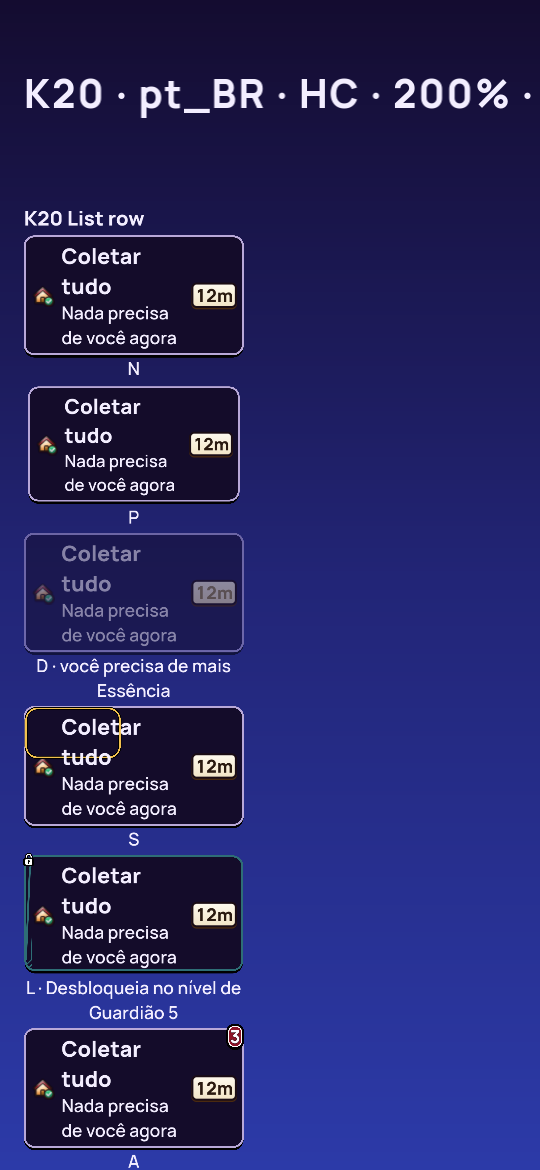 K20 · pt_BR · HC · 200% ·
K20 List row
Coletar
tudo
Nada precisa
de você agora
12m
N
Coletar
tudo
Nada precisa
de você agora
12m
P
Coletar
tudo
Nada precisa
de você agora
12m
D · você precisa de mais
Essência
Coletar
tudo
Nada precisa
de você agora
12m
S
Coletar
tudo
Nada precisa
de você agora
12m
L · Desbloqueia no nível de
Guardião 5
3
Coletar
tudo
Nada precisa
de você agora
12m
A